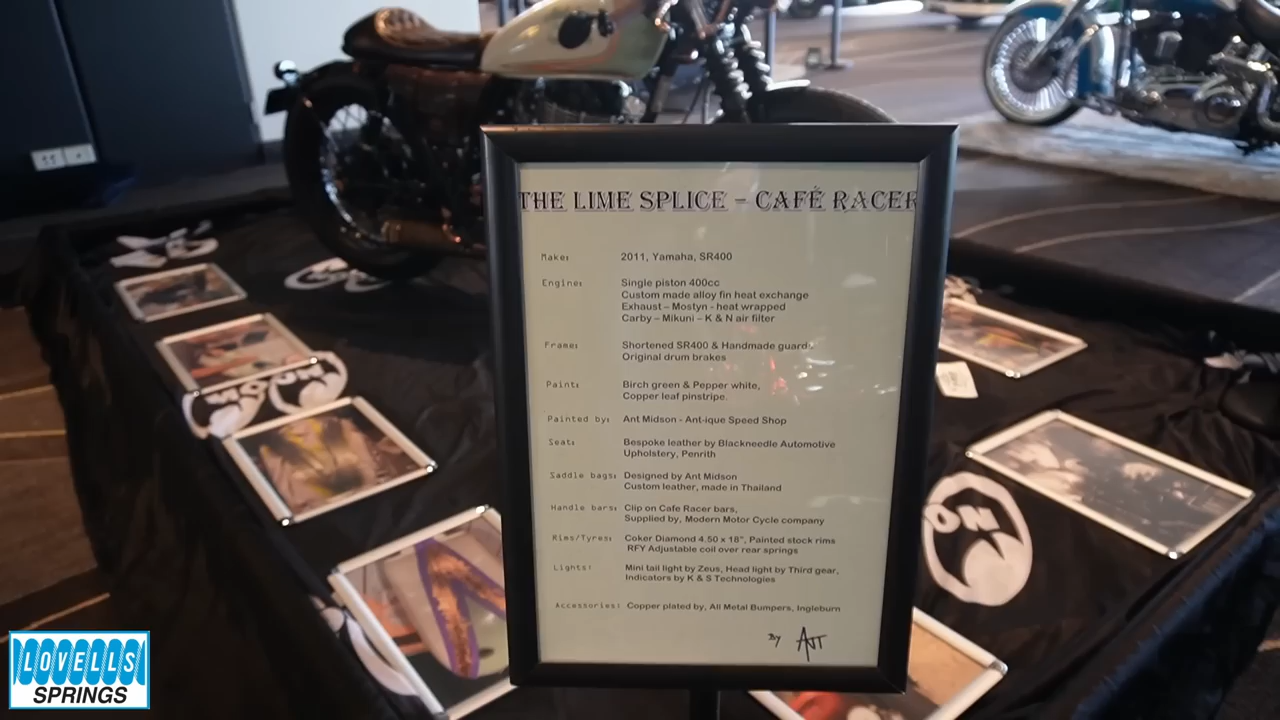 THE LIME SPLICE – CAFÉ RACER
Make: 2011, Yamaha, SR400
Engine: Single piston 400cc
Custom made alloy fin heat exchange
Exhaust – Mostyn - heat wrapped
Carby – Mikuni – K & N air filter
Frame: Shortened SR400 & Handmade guards
Original drum brakes
Paint: Birch green & Pepper white,
Copper leaf pinstripe.
Painted by: Ant Midson - Ant-ique Speed Shop
Seat: Bespoke leather by Blackneedle Automotive
Upholstery, Penrith
Saddle bags: Designed by Ant Midson
Custom leather, made in Thailand
Handle bars: Clip on Cafe Racer bars,
Supplied by, Modern Motor Cycle company
Rims/Tyres: Coker Diamond 4.50 x 18", Painted stock rims
RFY Adjustable coil over rear springs
Lights: Mini tail light by Zeus, Head light by Third gear,
Indicators by K & S Technologies
Accessories: Copper plated by, All Metal Bumpers, Ingleburn
By ANT
NO
LOVELLS
SPRINGS